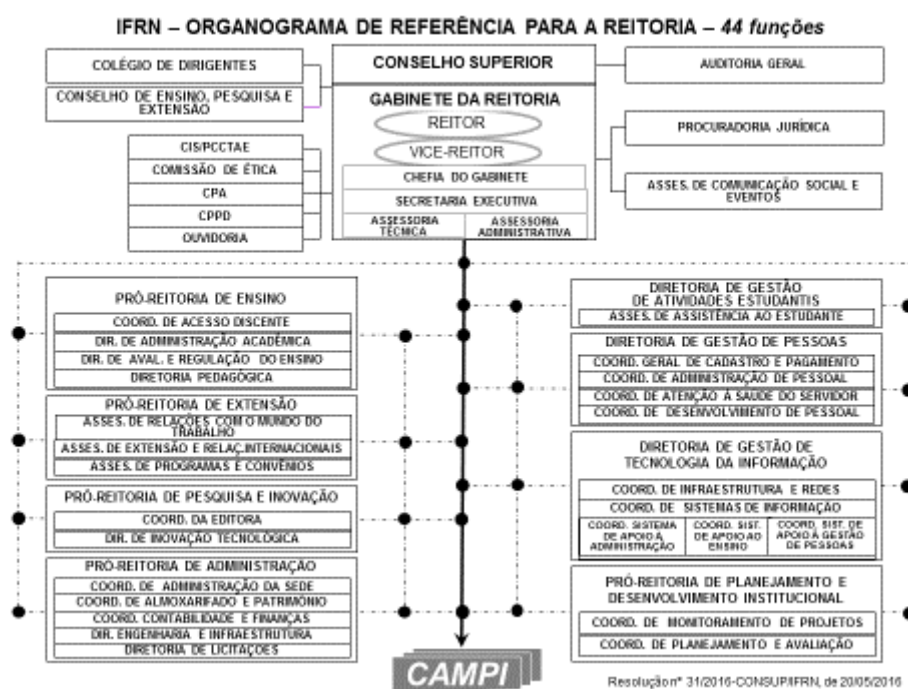 IFRN – ORGANOGRAMA DE REFERÊNCIA PARA A REITORIA – 44 funções
COLÉGIO DE DIRIGENTES
CONSELHO DE ENSINO, PESQUISA E
EXTENSÃO
CONSELHO SUPERIOR
AUDITORIA GERAL
GABINETE DA REITORIA
REITOR
VICE-REITOR
CHEFIA DO GABINETE
SECRETARIA EXECUTIVA
ASSESSORIA
TÉCNICA
ASSESSORIA
ADMINISTRATIVA
PROCURADORIA JURÍDICA
ASSES. DE COMUNICAÇÃO SOCIAL E
EVENTOS
CIS/PCCTAE
COMISSÃO DE ÉTICA
CPA
CPPD
OUVIDORIA
PRÓ-REITORIA DE ENSINO
COORD. DE ACESSO DISCENTE
DIR. DE ADMINISTRAÇÃO ACADÊMICA
DIR. DE AVAL. E REGULAÇÃO DO ENSINO
DIRETORIA PEDAGÓGICA
PRÓ-REITORIA DE EXTENSÃO
ASSES. DE RELAÇÕES COM O MUNDO DO
TRABALHO
ASSES. DE EXTENSÃO E RELAÇ.INTERNACIONAIS
ASSES. DE PROGRAMAS E CONVÊNIOS
PRÓ-REITORIA DE PESQUISA E INOVAÇÃO
COORD. DA EDITORA
DIR. DE INOVAÇÃO TECNOLÓGICA
PRÓ-REITORIA DE ADMINISTRAÇÃO
COORD. DE ADMINISTRAÇÃO DA SEDE
COORD. DE ALMOXARIFADO E PATRIMÔNIO
COORD. CONTABILIDADE E FINANÇAS
DIR. ENGENHARIA E INFRAESTRUTURA
DIRETORIA DE LICITAÇÕES
DIRETORIA DE GESTÃO
DE ATIVIDADES ESTUDANTIS
ASSES. DE ASSISTÊNCIA AO ESTUDANTE
DIRETORIA DE GESTÃO DE PESSOAS
COORD. GERAL DE CADASTRO E PAGAMENTO
COORD. DE ADMINISTRAÇÃO DE PESSOAL
COORD. DE ATENÇÃO À SAÚDE DO SERVIDOR
COORD. DE DESENVOLVIMENTO DE PESSOAL
DIRETORIA DE GESTÃO DE
TECNOLOGIA DA INFORMAÇÃO
COORD. DE INFRAESTRUTURA E REDES
COORD. DE SISTEMAS DE INFORMAÇÃO
COORD. SISTEMA
DE APOIO À
ADMINISTRAÇÃO
COORD. SIST.
DE APOIO AO
ENSINO
COORD. SIST. DE
APOIO À GESTÃO
DE PESSOAS
PRÓ-REITORIA DE PLANEJAMENTO E
DESENVOLVIMENTO INSTITUCIONAL
COORD. DE MONITORAMENTO DE PROJETOS
COORD. DE PLANEJAMENTO E AVALIAÇÃO
CAMPI
Resolução nº 31/2016-CONSUP/IFRN, de 20/05/2016